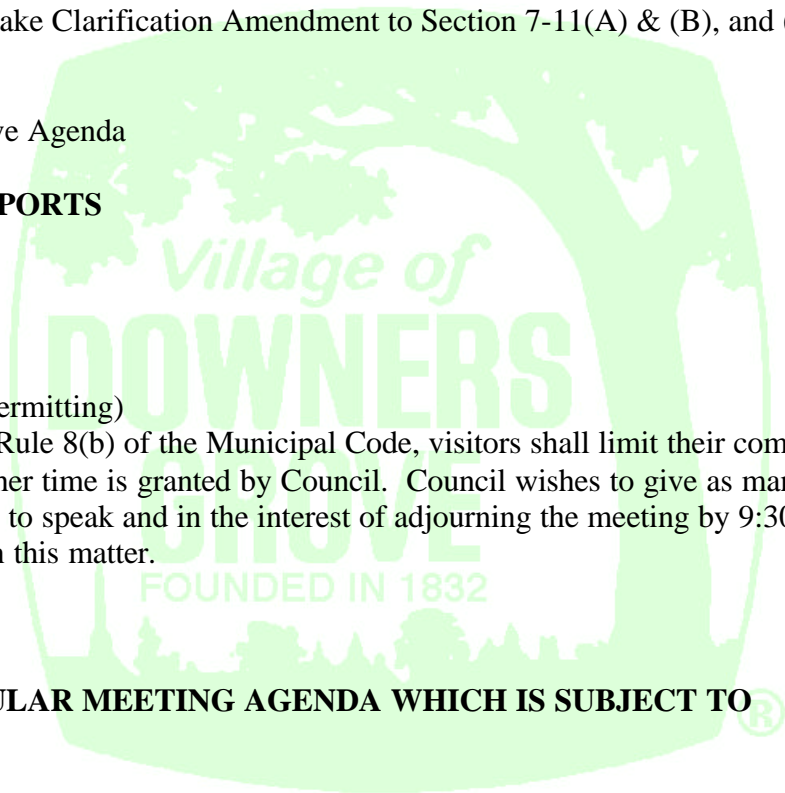 ake Clarification Amendment to Section 7-11(A) & (B), and
ve Agenda
PORTS
Village of
DOWNERS
GROVE
FOUNDED IN 1832
®
ermitting)
Rule 8(b) of the Municipal Code, visitors shall limit their com
her time is granted by Council.  Council wishes to give as mar
to speak and in the interest of adjourning the meeting by 9:30
n this matter.
ULAR MEETING AGENDA WHICH IS SUBJECT TO